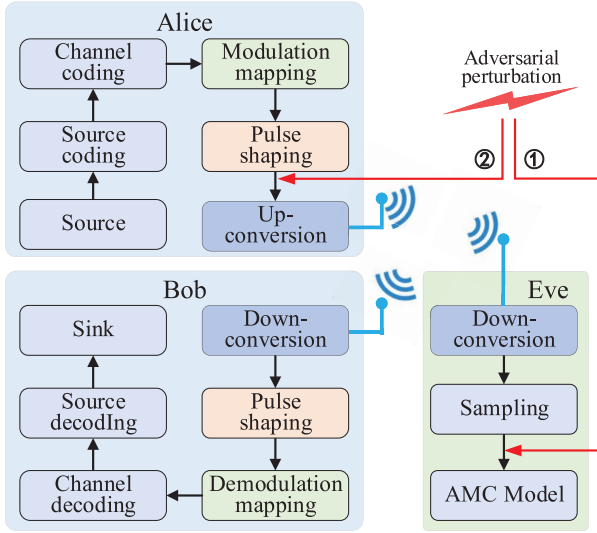 Alice
Channel
coding
Modulation
mapping
Source
coding
Pulse
shaping
Source
Up-
conversion
Adversarial
perturbation
② ①
Bob
Sink
Down-
conversion
Source
decodIng
Pulse
shaping
Channel
decoding
Demodulation
mapping
Eve
Down-
conversion
Sampling
AMC Model